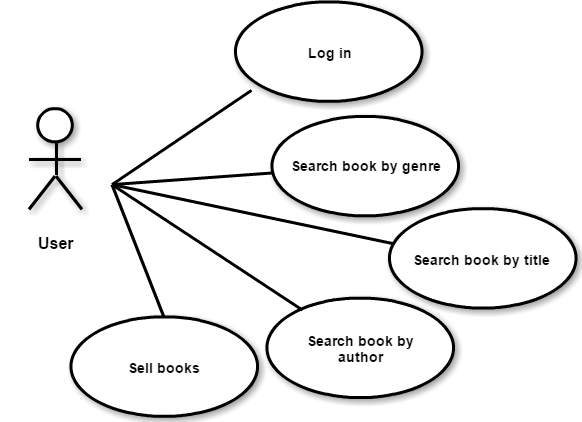 Log in
Search book by genre
User
Search book by title
Search book by
author
Sell books